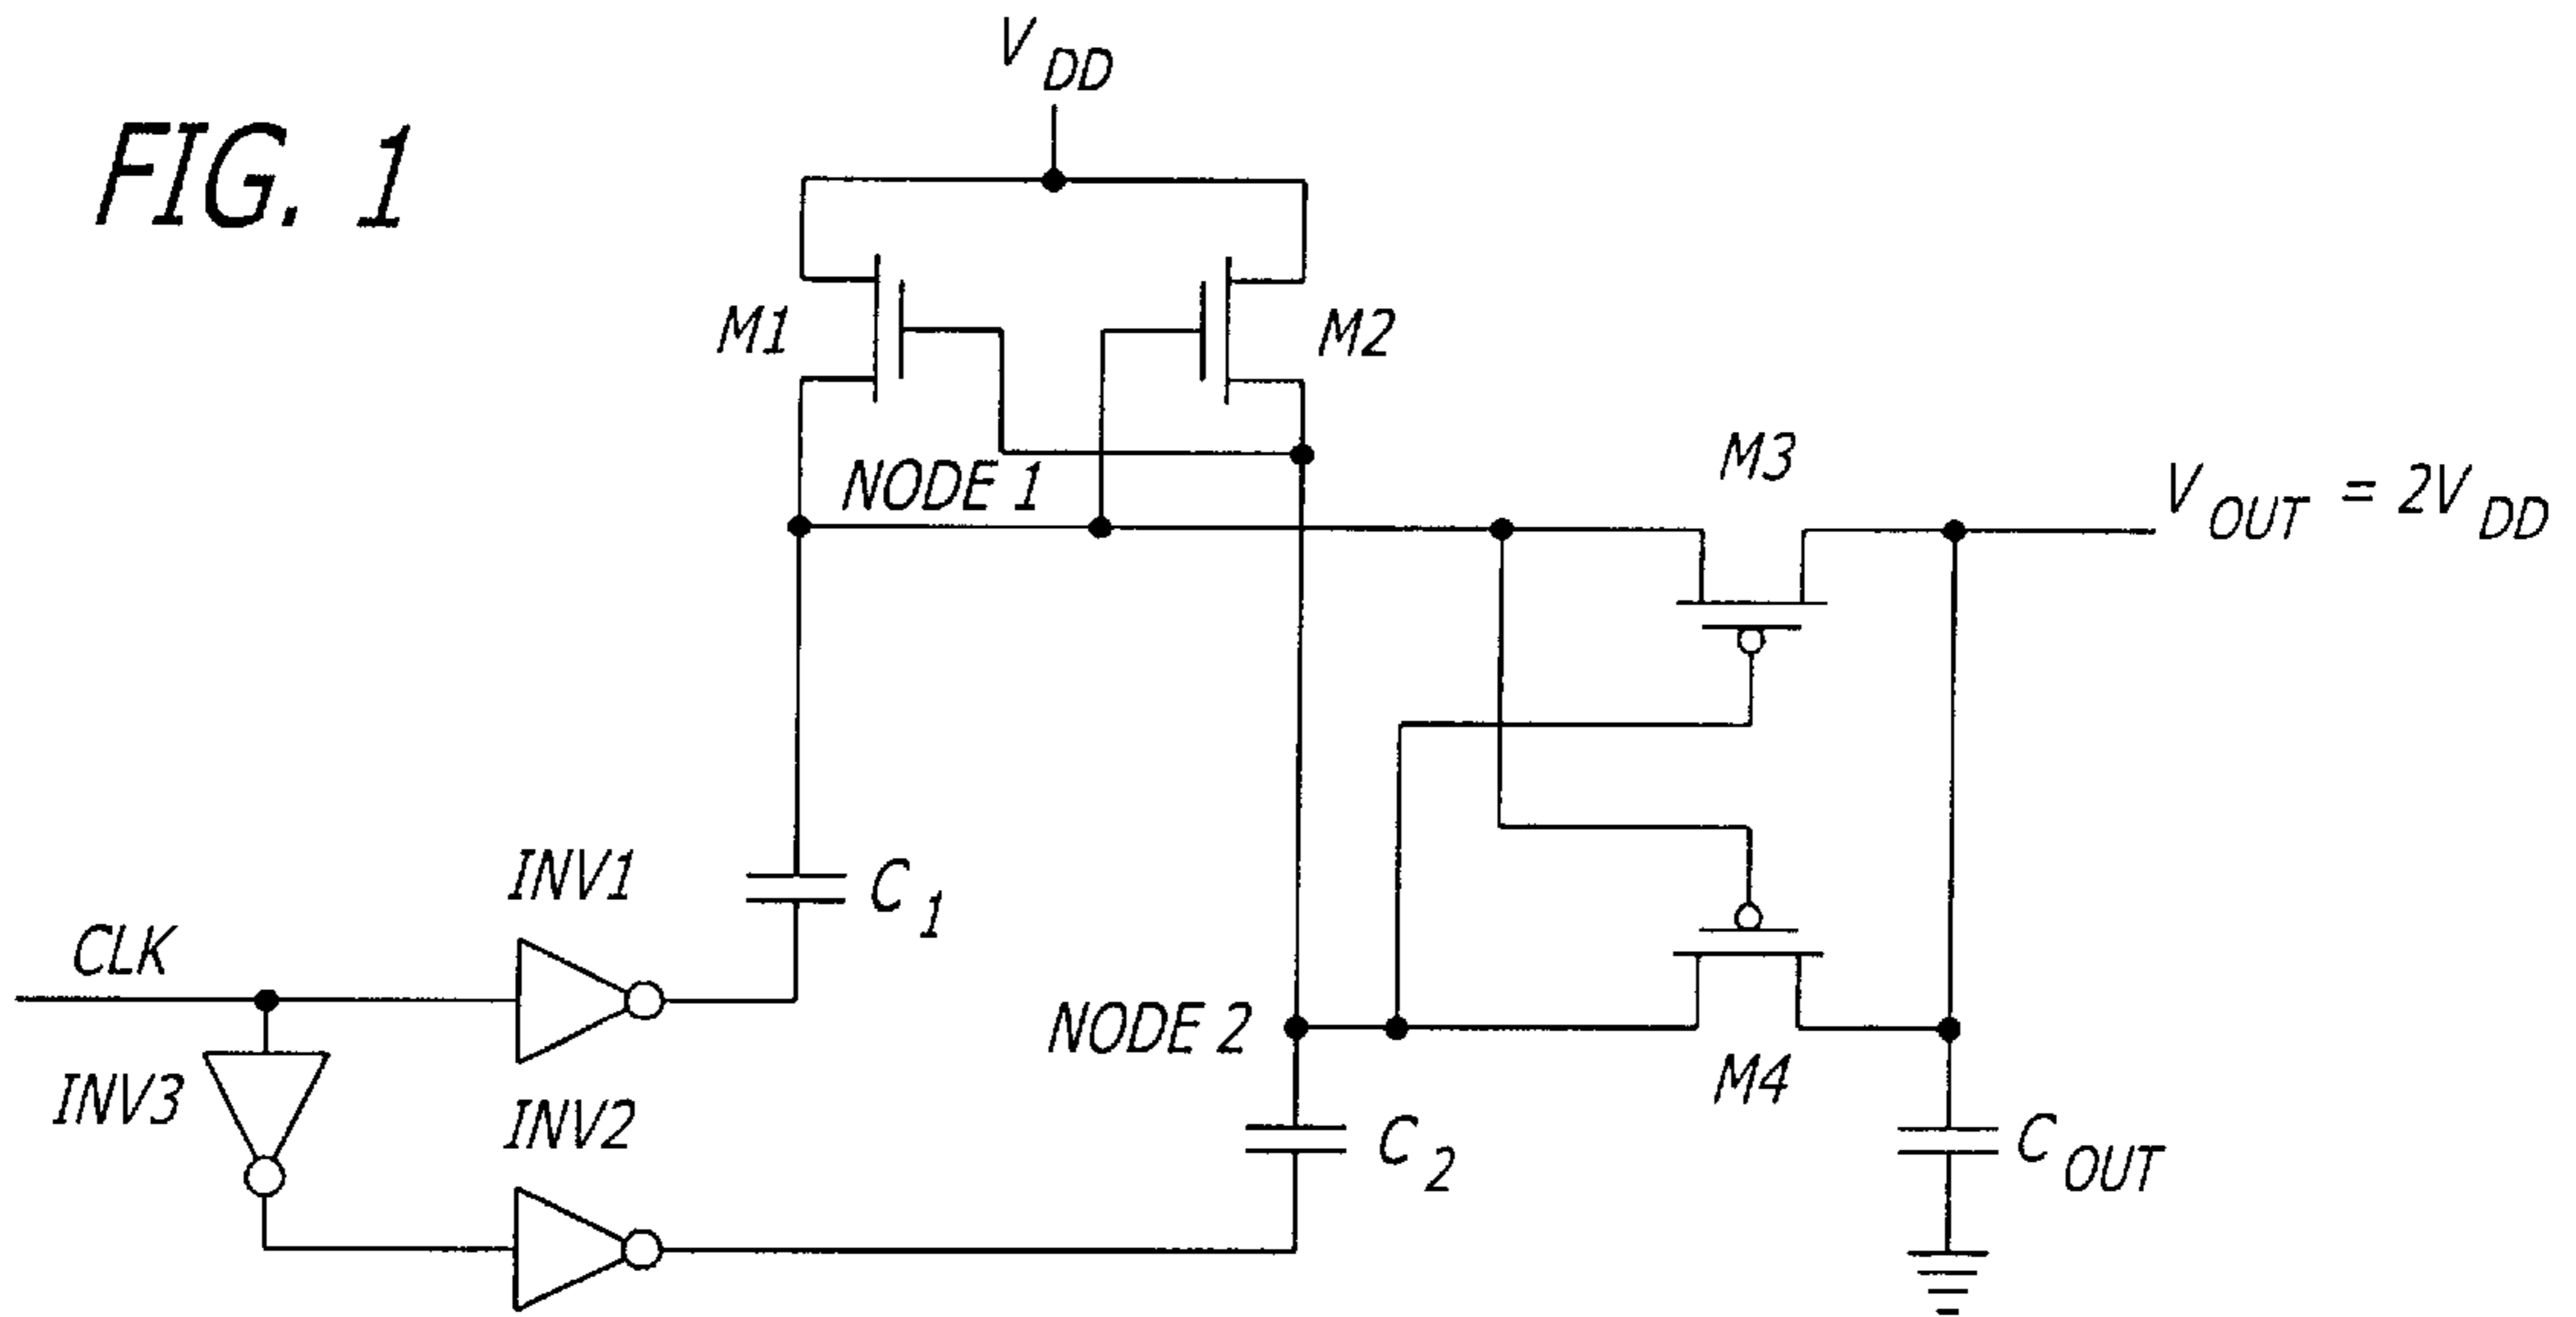 V DD
FIG. 1
M1
M2
M3
NODE 1
V OUT = 2V DD
INV1
C 1
CLK
NODE 2
INV3
INV2
M4
C 2
C OUT